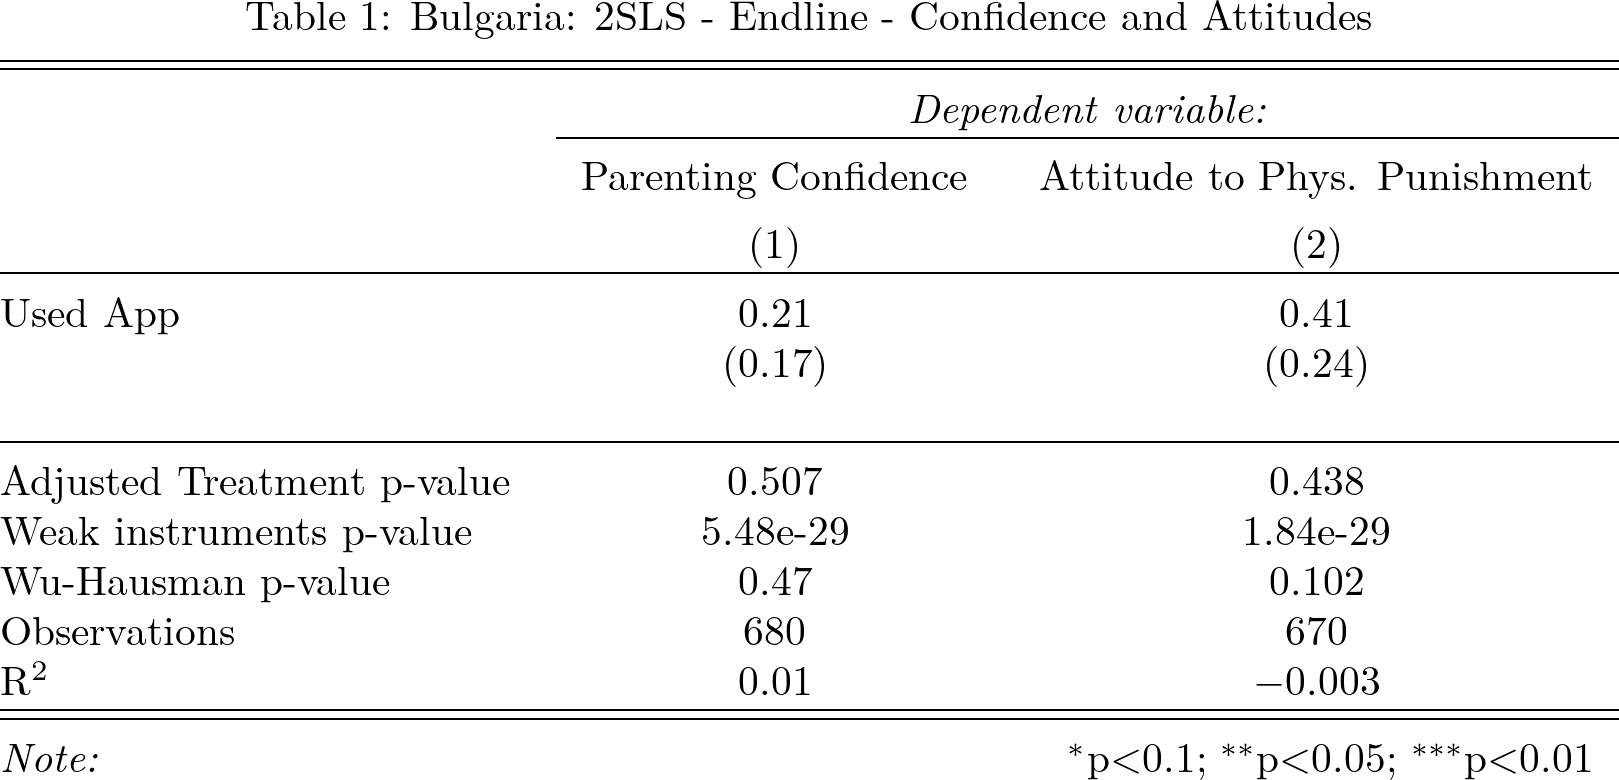 Table 1: Bulgaria: 2SLS - Endline - Confidence and Attitudes
Dependent variable:
Parenting Confidence Attitude to Phys. Punishment
(1) (2)
Used App 0.21 0.41
(0.17) (0.24)
Adjusted Treatment p-value 0.507 0.438
Weak instruments p-value 5.48e-29 1.84e-29
Wu-Hausman p-value 0.47 0.102
Observations 680 670
R² 0.01 −0.003
Note: *p<0.1; **p<0.05; ***p<0.01